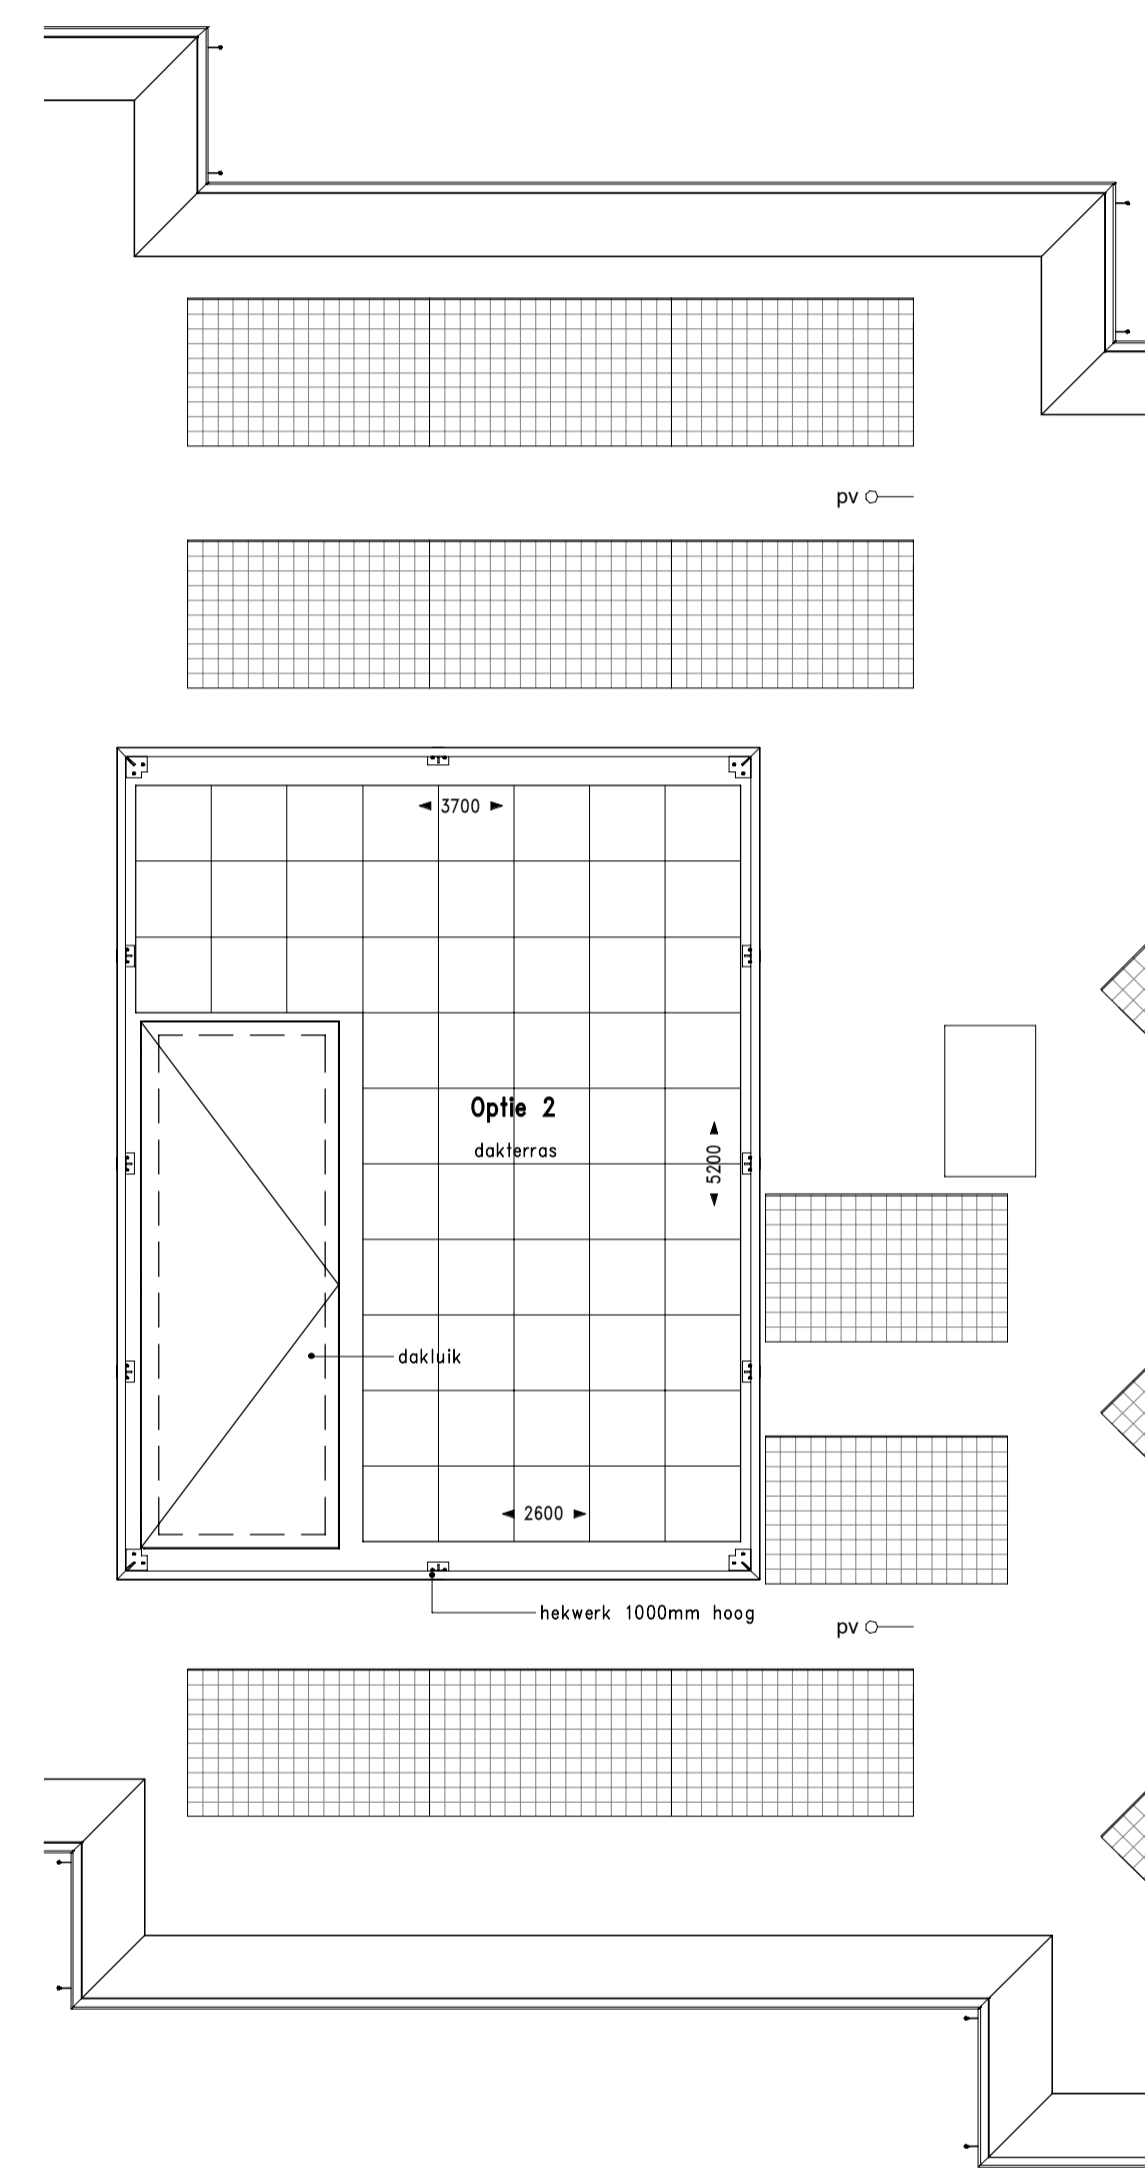 pv
3700
Optie 2
dakterras
5200
dakluik
2600
hekwerk 1000mm hoog
pv